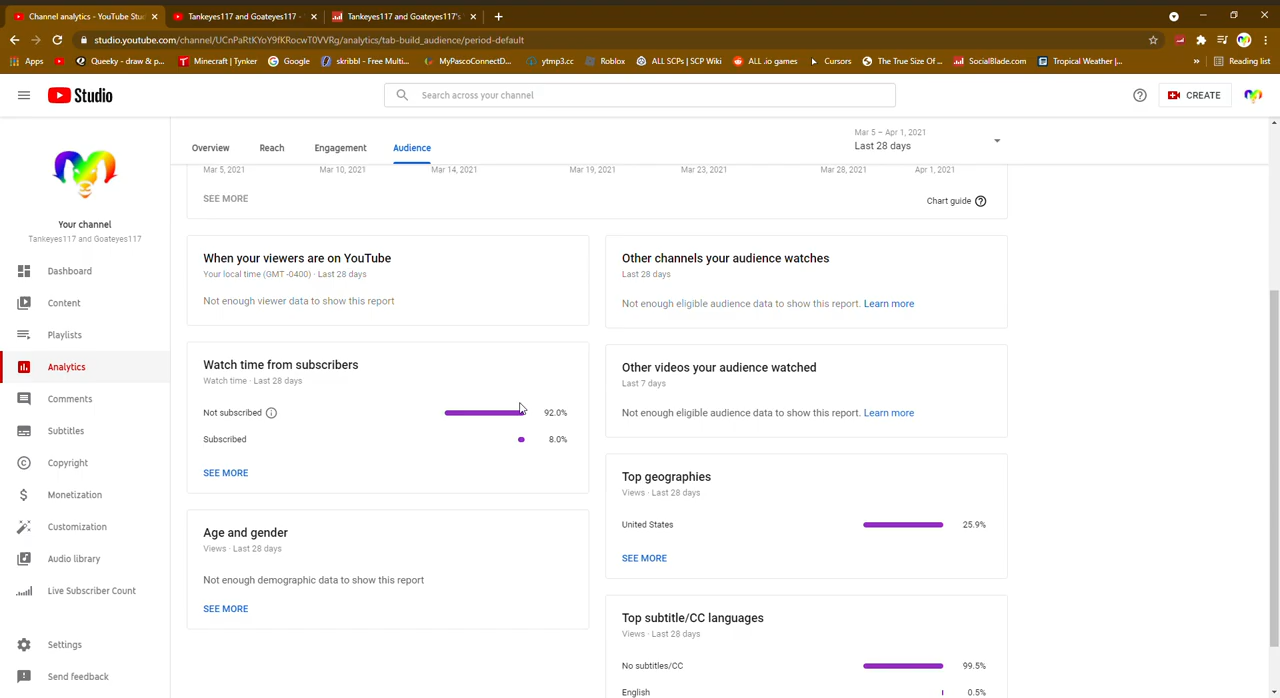 Channel analytics - YouTube Stu
Tankeyes117 and Goateyes117 -
Tankeyes117 and Goateyes117's
studio.youtube.com/channel/UCnPaRtKYoY9fKRocwT0VVRg/analytics/tab-build_audience/period-default
Apps
Queeky - draw & p...
Minecraft | Tynker
Google
skribbl - Free Multi...
MyPascoConnectD...
ytmp3.cc
Roblox
ALL SCPs | SCP Wiki
ALL .io games
Cursors
The True Size Of ...
SocialBlade.com
Tropical Weather |...
»
Reading list
Studio
Search across your channel
CREATE
Your channel
Tankeyes117 and Goateyes117
Dashboard
Content
Playlists
Analytics
Comments
Subtitles
Copyright
Monetization
Customization
Audio library
Live Subscriber Count
Settings
Send feedback
Overview
Reach
Engagement
Audience
Mar 5 – Apr 1, 2021
Last 28 days
Mar 5, 2021
Mar 10, 2021
Mar 14, 2021
Mar 19, 2021
Mar 23, 2021
Mar 28, 2021
Apr 1, 2021
SEE MORE
Chart guide
When your viewers are on YouTube
Your local time (GMT -0400) · Last 28 days
Not enough viewer data to show this report
Watch time from subscribers
Watch time · Last 28 days
Not subscribed 92.0%
Subscribed 8.0%
SEE MORE
Age and gender
Views · Last 28 days
Not enough demographic data to show this report
SEE MORE
Other channels your audience watches
Last 28 days
Not enough eligible audience data to show this report. Learn more
Other videos your audience watched
Last 7 days
Not enough eligible audience data to show this report. Learn more
Top geographies
Views · Last 28 days
United States 25.9%
SEE MORE
Top subtitle/CC languages
Views · Last 28 days
No subtitles/CC 99.5%
English 0.5%